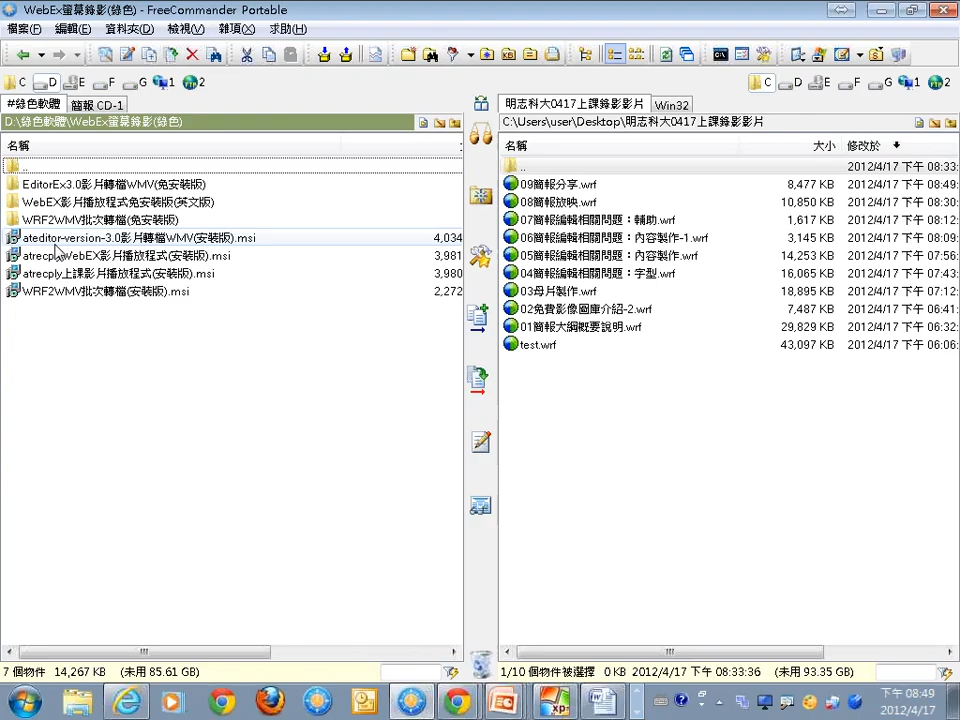 WebEx螢幕錄影(綠色) - FreeCommander Portable
檔案(F) 編輯(E) 資料夾(D) 檢視(V) 雜項(X) 求助(H)
C D E F G 1 2
C D E F G 1 2
#綠色軟體 簡報 CD-1
明志科大0417上課錄影影片 Win32
D:\綠色軟體\WebEx螢幕錄影(綠色)
C:\Users\user\Desktop\明志科大0417上課錄影影片
名稱
名稱 大小 修改於
..
EditorEx3.0影片轉檔WMV(免安裝版)
WebEX影片播放程式免安裝版(英文版)
WRF2WMV批次轉檔(免安裝版)
ateditor-version-3.0影片轉檔WMV(安裝版).msi 4,034
atrecply-WebEX影片播放程式(安裝版).msi 3,981
atrecply上課影片播放程式(安裝版).msi 3,980
WRF2WMV批次轉檔(安裝版).msi 2,272
.. 2012/4/17 下午 08:33:
09簡報分享.wrf 8,477 KB 2012/4/17 下午 08:49:
08簡報放映.wrf 10,850 KB 2012/4/17 下午 08:30:
07簡報編輯相關問題：輔助.wrf 1,617 KB 2012/4/17 下午 08:12:
06簡報編輯相關問題：內容製作-1.wrf 3,145 KB 2012/4/17 下午 08:09:
05簡報編輯相關問題：內容製作.wrf 14,253 KB 2012/4/17 下午 07:56:
04簡報編輯相關問題：字型.wrf 16,065 KB 2012/4/17 下午 07:43:
03母片製作.wrf 18,895 KB 2012/4/17 下午 07:12:
02免費影像圖庫介紹-2.wrf 7,487 KB 2012/4/17 下午 06:41:
01簡報大綱概要說明.wrf 29,829 KB 2012/4/17 下午 06:32:
test.wrf 43,097 KB 2012/4/17 下午 06:06:
7 個物件 14,267 KB (未用 85.61 GB)
1/10 個物件被選擇 0 KB 2012/4/17 下午 08:33:36 (未用 93.35 GB)
下午 08:49
2012/4/17